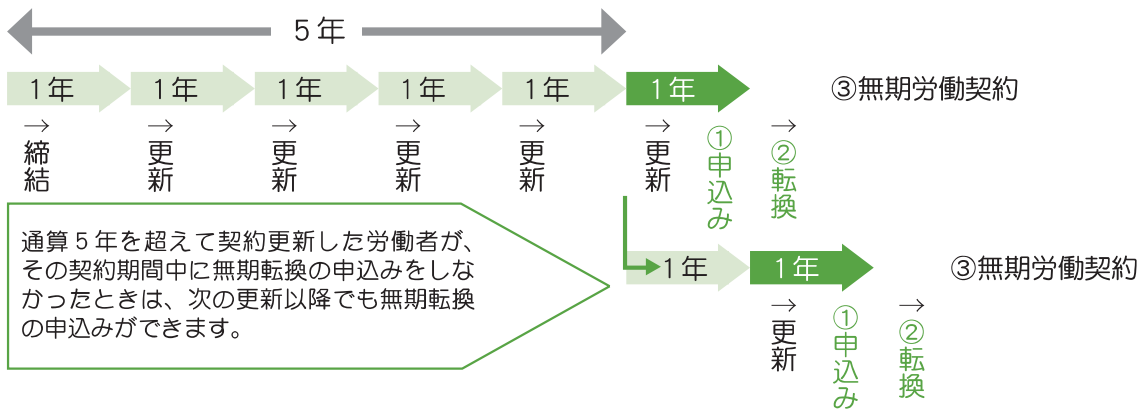 5年
1年
1年
1年
1年
1年
1年
③無期労働契約
→締結
→更新
→更新
→更新
→更新
→更新
①申込み
→②転換
通算5年を超えて契約更新した労働者が、
その契約期間中に無期転換の申込みをしな
かったときは、次の更新以降でも無期転換
の申込みができます。
1年
1年
③無期労働契約
→更新
①申込み
→②転換